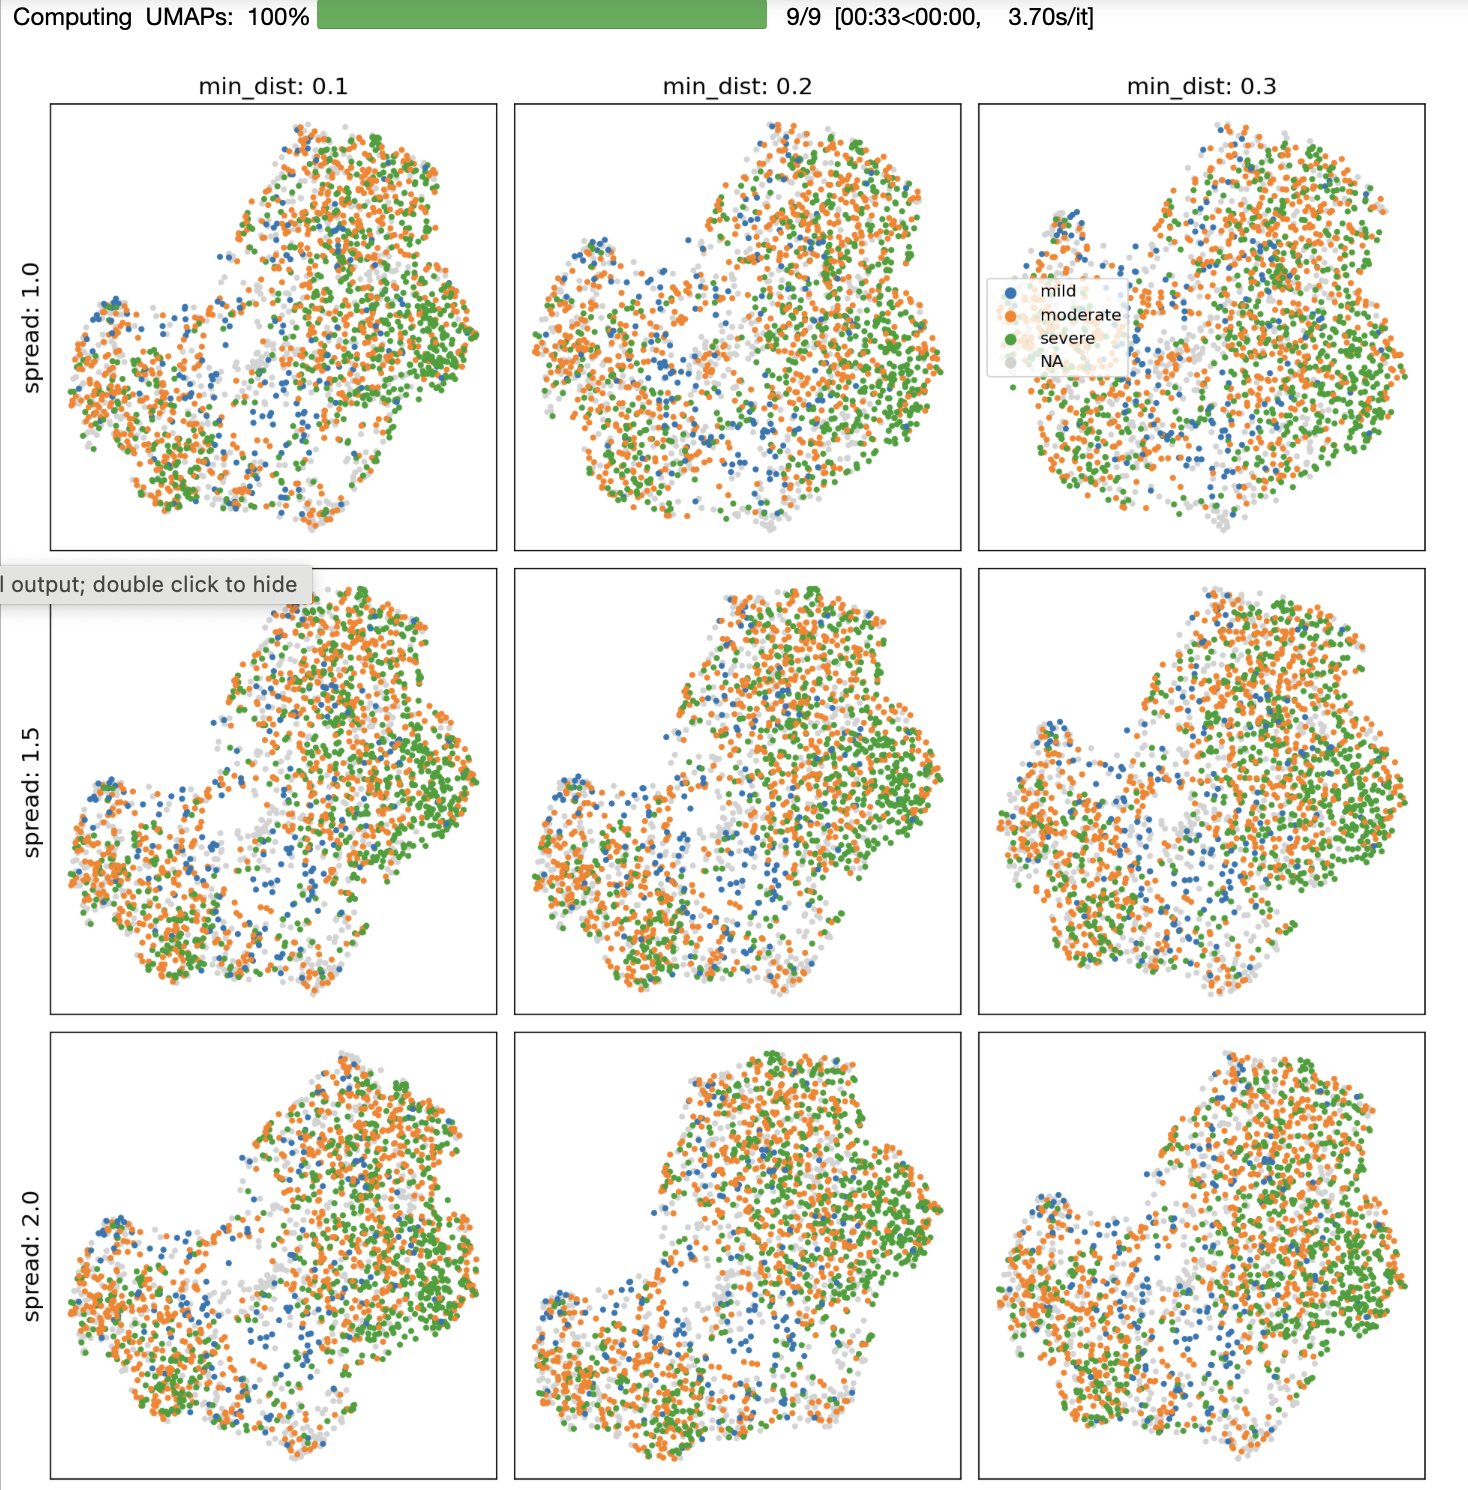 Computing UMAPs: 100% 9/9 [00:33<00:00, 3.70s/it]
min_dist: 0.1 min_dist: 0.2 min_dist: 0.3
spread: 1.0
mild
moderate
severe
NA
output; double click to hide
spread: 1.5
spread: 2.0